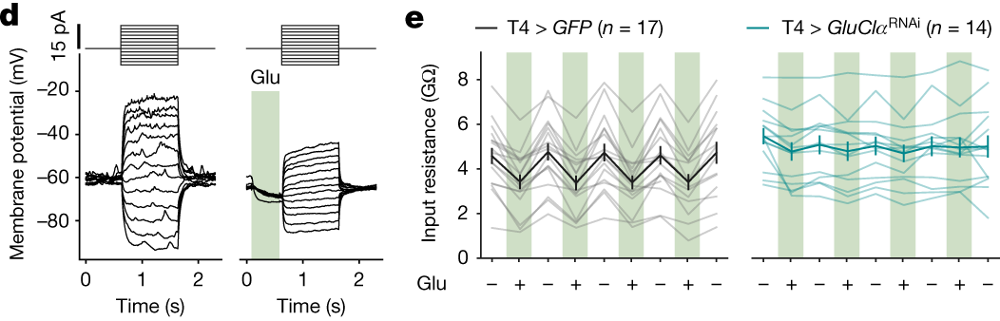 d
15 pA
Membrane potential (mV)
−20
−40
−60
−80
0 1 2
Time (s)
Glu
0 1 2
Time (s)
e
T4 > GFP (n = 17)
T4 > GluClα^RNAi (n = 14)
Input resistance (GΩ)
8
6
4
2
0
Glu − + − + − + − + − − + − + − + − + −